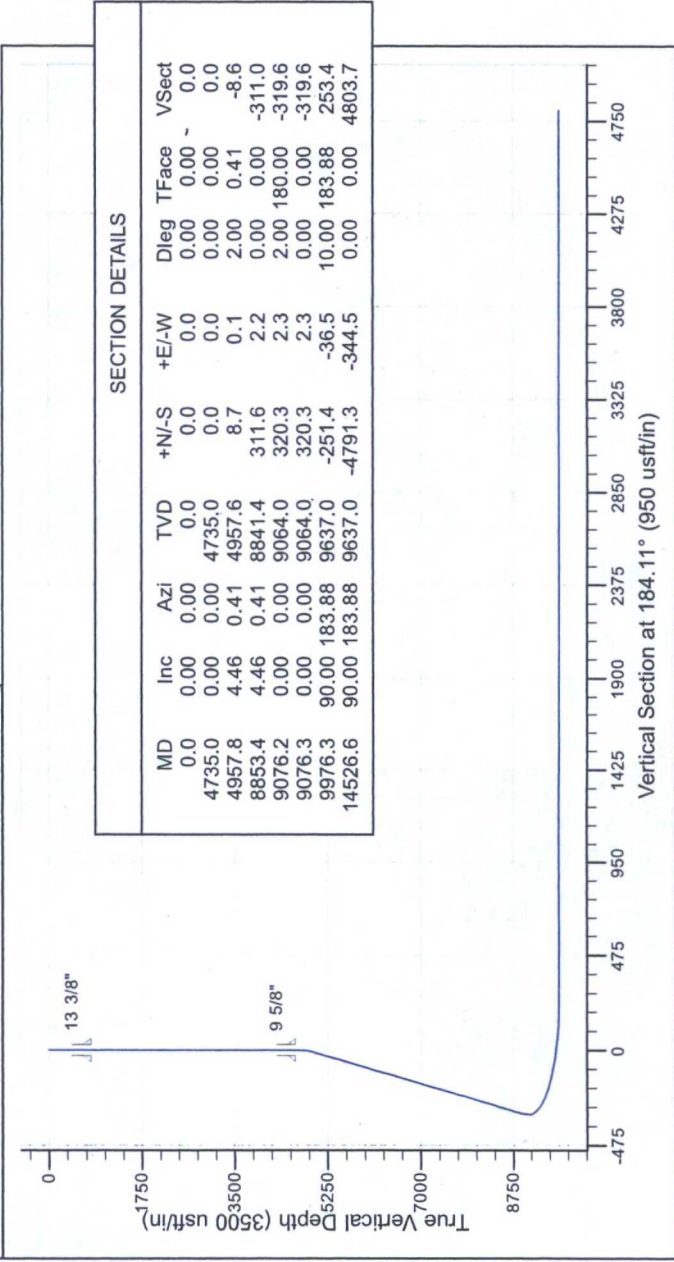 SECTION DETAILS
MD Inc Azi TVD +N/-S +E/-W Dleg TFace VSect
0.0 0.00 0.00 0.0 0.0 0.0 0.00 0.00 0.0
4735.0 0.00 0.00 4735.0 0.0 0.0 0.00 0.00 0.0
4957.8 4.46 0.41 4957.6 8.7 0.1 2.00 0.41 -8.6
8853.4 4.46 0.41 8841.4 311.6 2.2 0.00 0.00 -311.0
9076.2 0.00 0.00 9064.0 320.3 2.3 2.00 180.00 -319.6
9076.3 0.00 0.00 9064.0 320.3 2.3 0.00 0.00 -319.6
9976.3 90.00 183.88 9637.0 -251.4 -36.5 10.00 183.88 253.4
14526.6 90.00 183.88 9637.0 -4791.3 -344.5 0.00 0.00 4803.7
13 3/8"
9 5/8"
True Vertical Depth (3500 usft/in)
0
1750
3500
5250
7000
8750
-475 0 475 950 1425 1900 2375 2850 3325 3800 4275 4750
Vertical Section at 184.11° (950 usft/in)